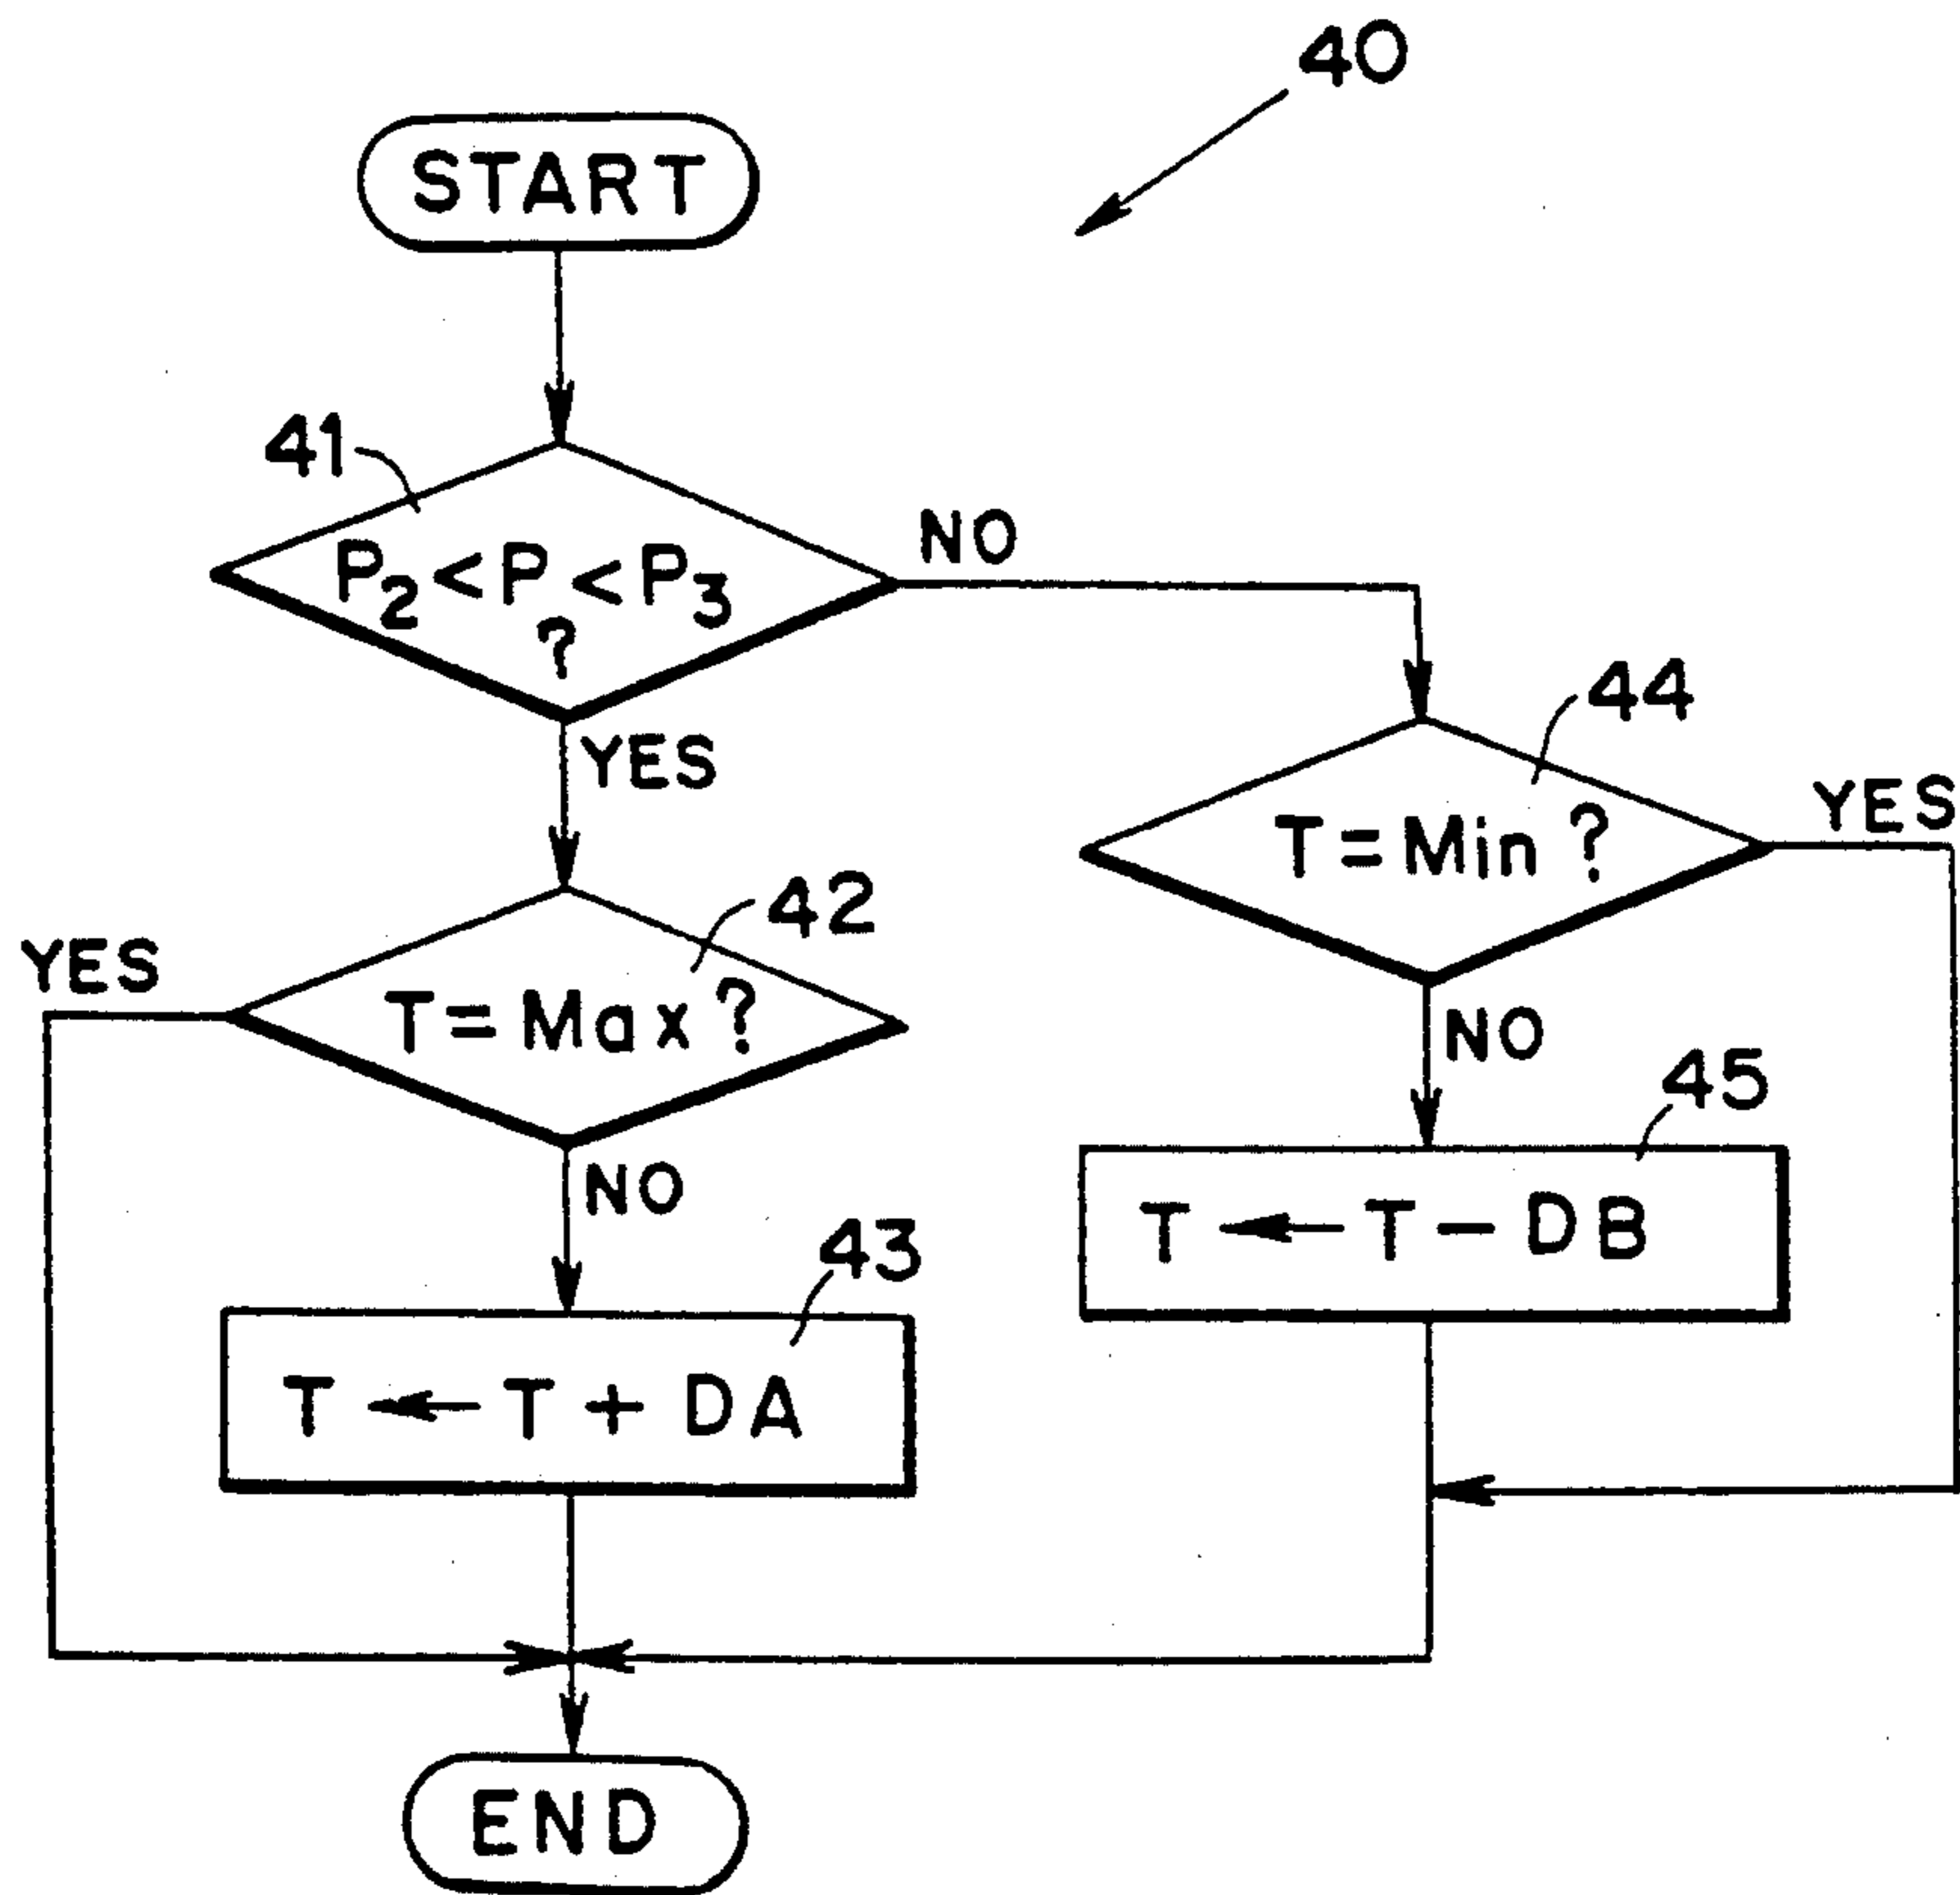 40
START
41
P₂ < P < P₃
?
NO
YES
44
T = Min ?
YES
42
YES
T = Max ?
NO
45
T ← T - DB
NO
43
T ← T + DA
END